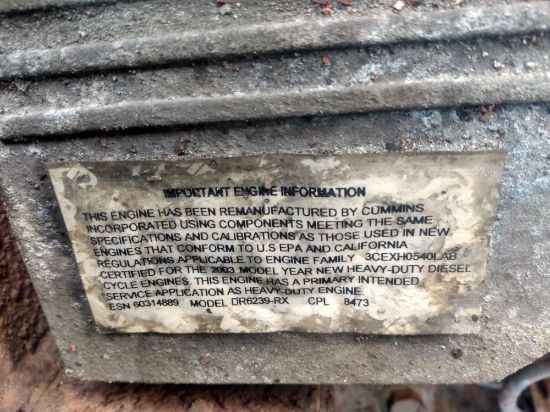 IMPORTANT ENGINE INFORMATION
THIS ENGINE HAS BEEN REMANUFACTURED BY CUMMINS
INCORPORATED USING COMPONENTS MEETING THE SAME
SPECIFICATIONS AND CALIBRATIONS AS THOSE USED IN NEW
ENGINES THAT CONFORM TO U.S EPA AND CALIFORNIA
REGULATIONS APPLICABLE TO ENGINE FAMILY 3CEXH0540LAB
CERTIFIED FOR THE 2003 MODEL YEAR NEW HEAVY-DUTY DIESEL
CYCLE ENGINES. THIS ENGINE HAS A PRIMARY INTENDED
SERVICE APPLICATION AS HEAVY-DUTY ENGINE.
ESN 60314889 MODEL DR6239-RX CPL 8473